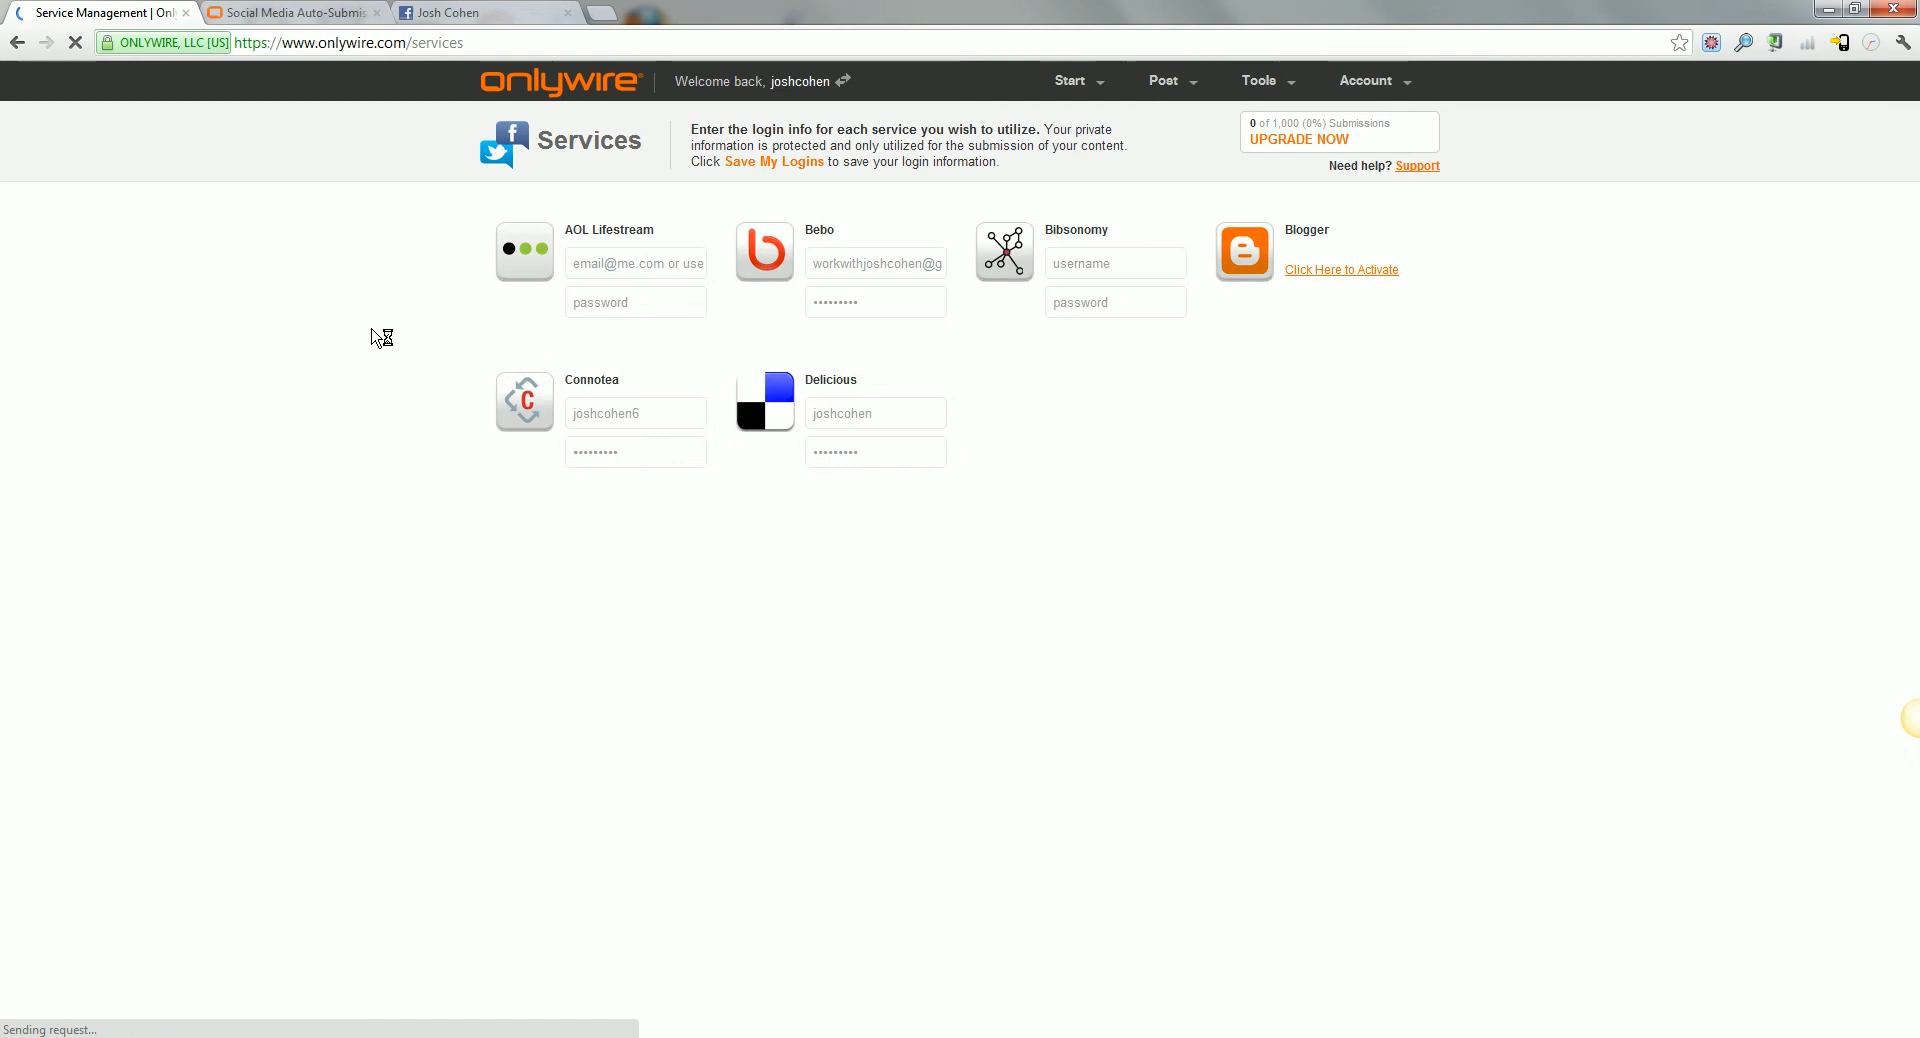 Service Management | Onl
Social Media Auto-Submis
Josh Cohen
ONLYWIRE, LLC [US]
https://www.onlywire.com/services
onlywire
Welcome back, joshcohen
Start
Post
Tools
Account
Services
Enter the login info for each service you wish to utilize. Your private
information is protected and only utilized for the submission of your content.
Click Save My Logins to save your login information.
0 of 1,000 (0%) Submissions
UPGRADE NOW
Need help? Support
AOL Lifestream
email@me.com or use
password
Bebo
workwithjoshcohen@g
•••••••••
Bibsonomy
username
password
Blogger
Click Here to Activate
Connotea
joshcohen6
•••••••••
Delicious
joshcohen
•••••••••
Sending request...